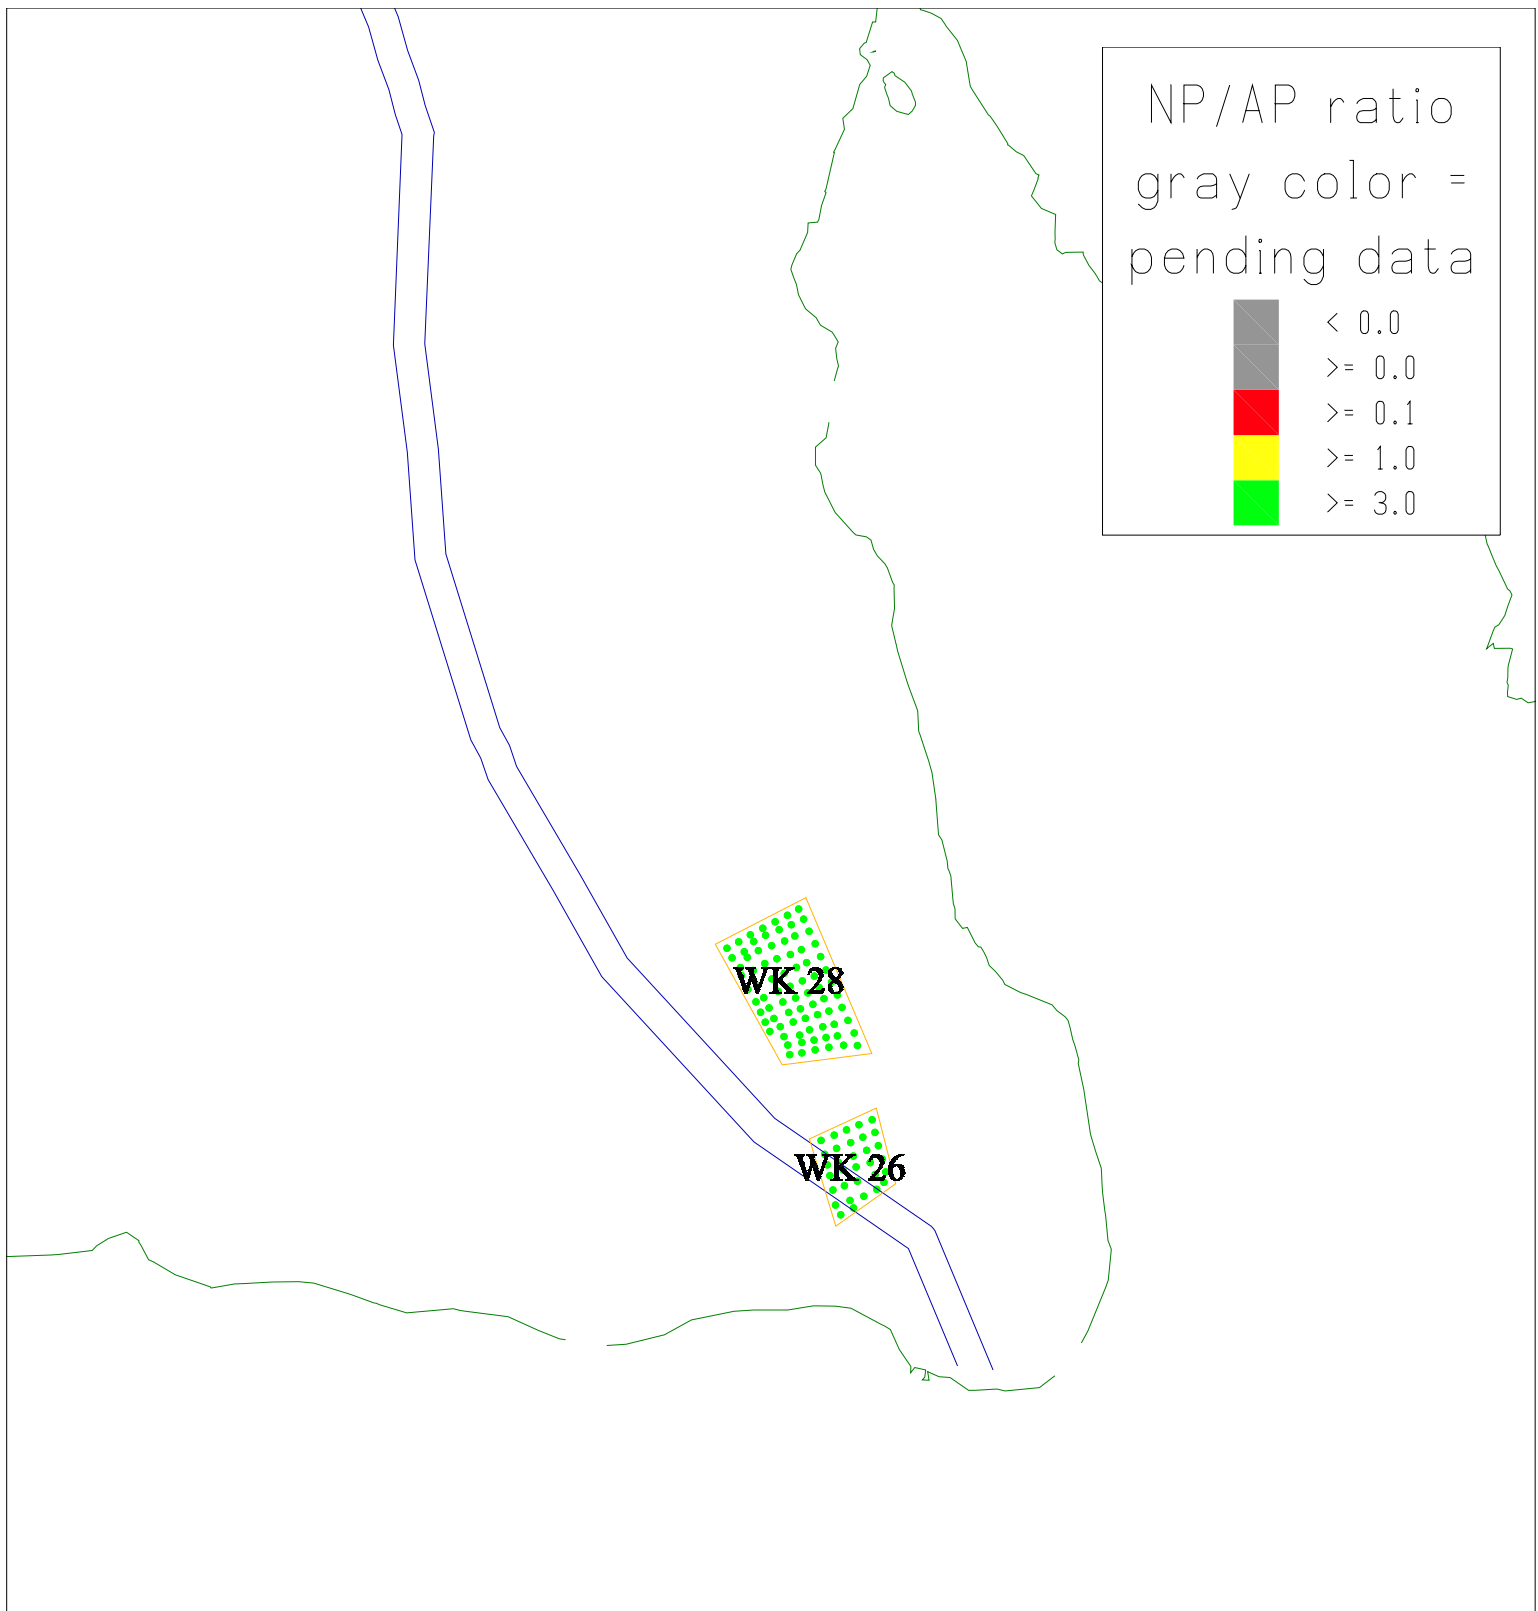 NP/AP ratio
gray color =
pending data
< 0.0
>= 0.0
>= 0.1
>= 1.0
>= 3.0
WK 28
WK 26